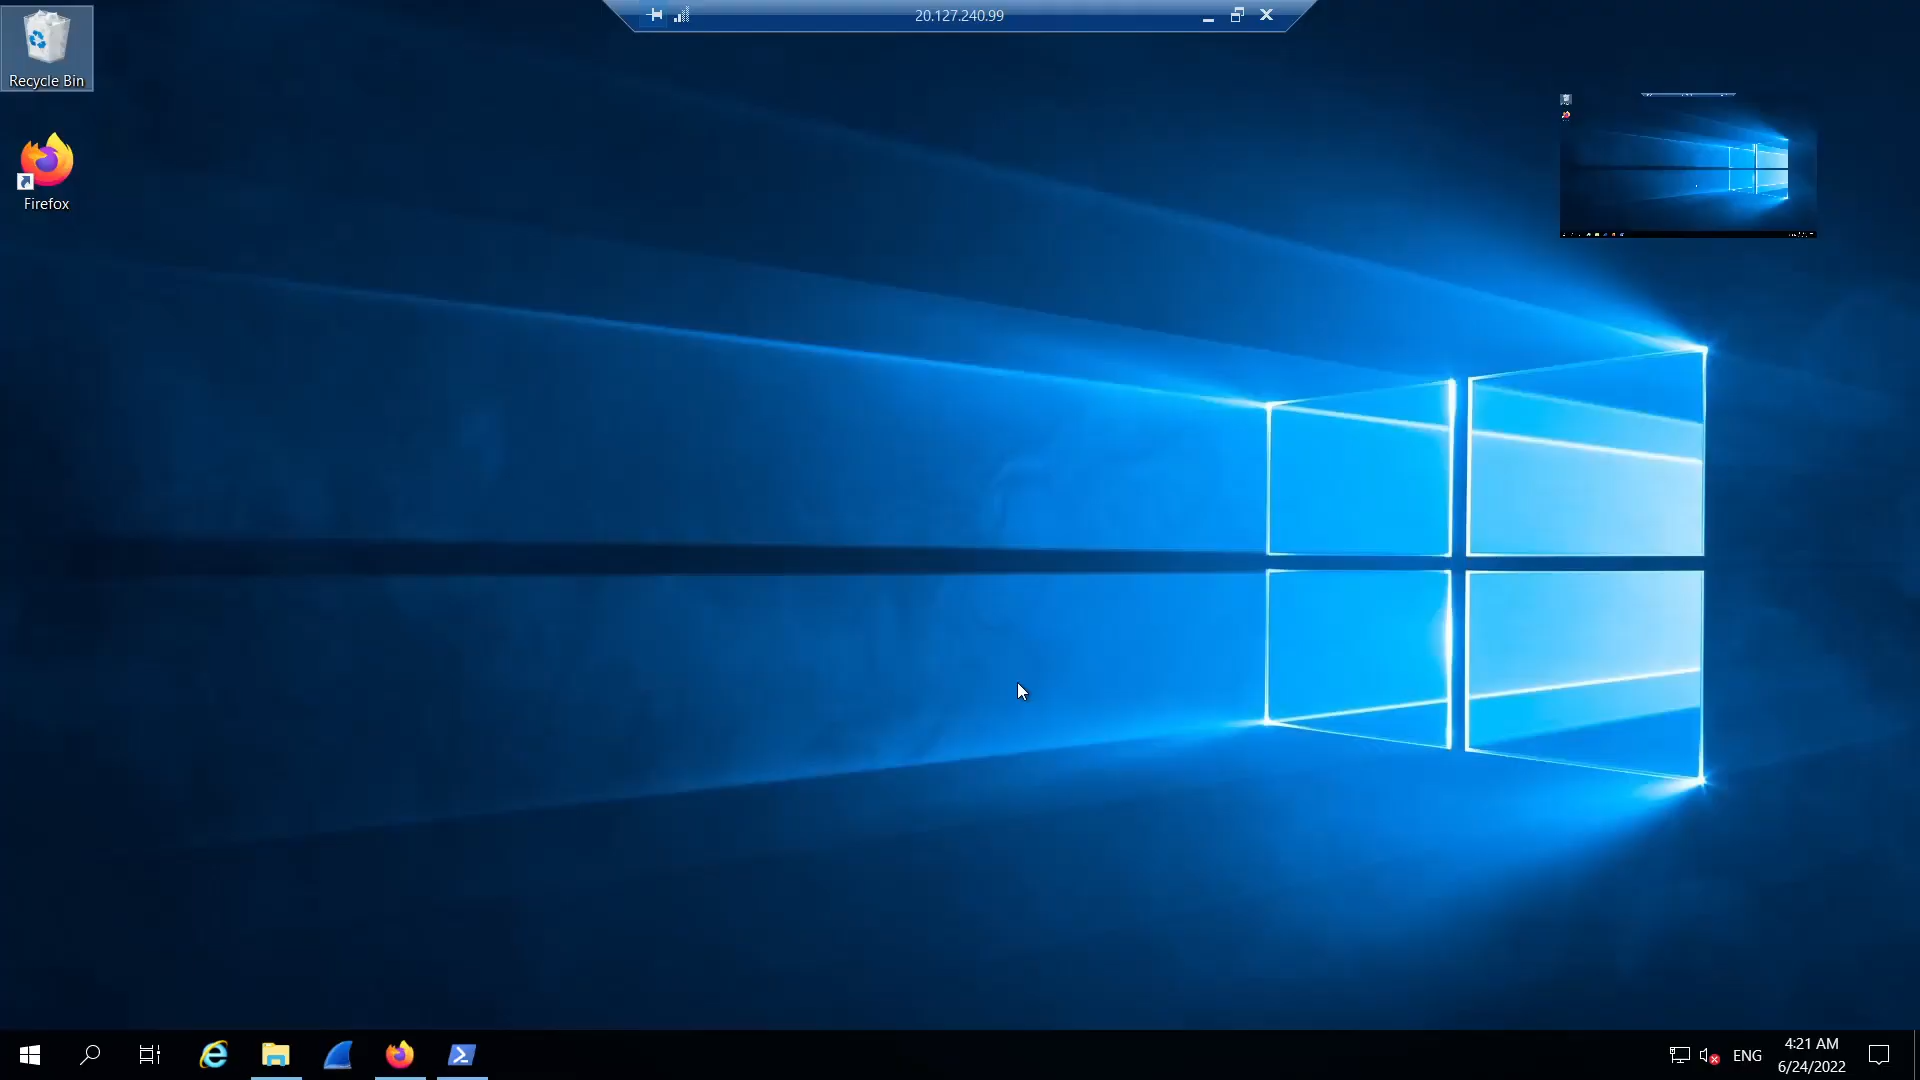 20.127.240.99
Recycle Bin
Firefox
ENG
4:21 AM
6/24/2022